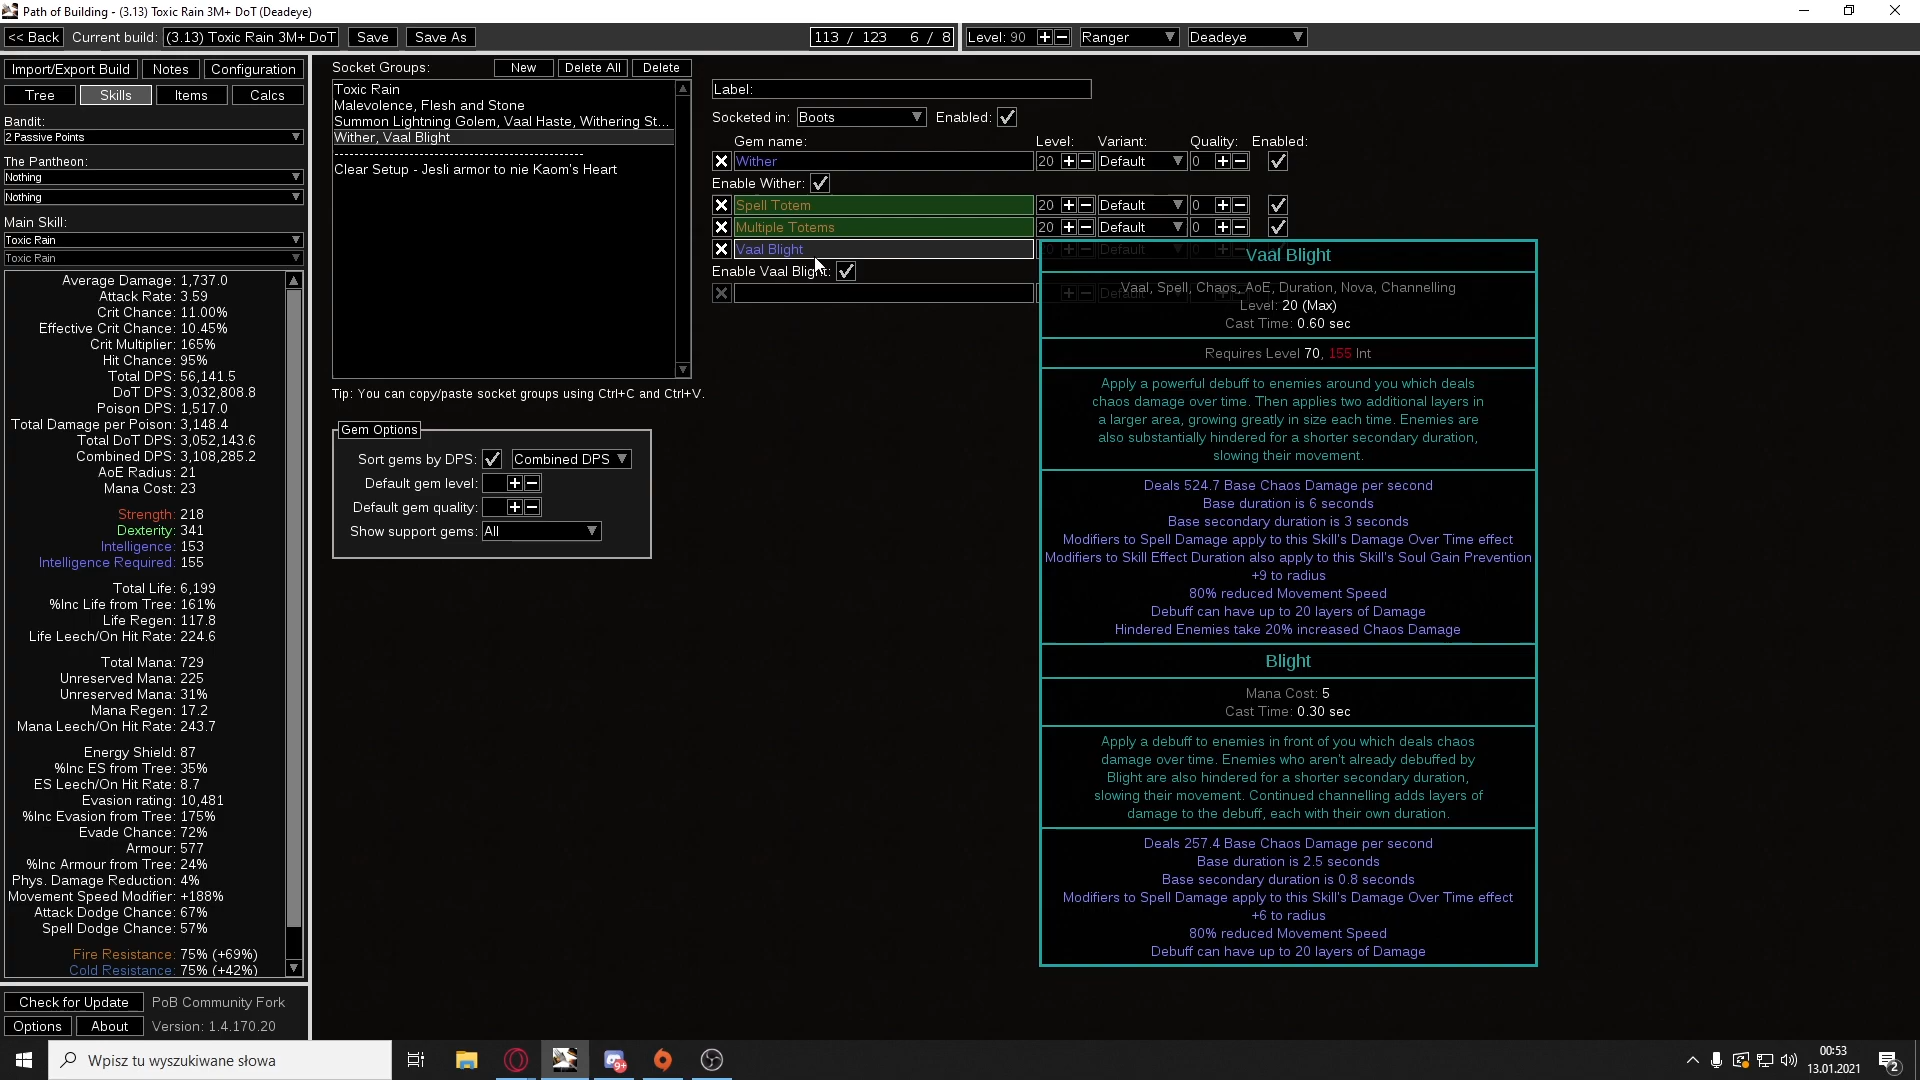 Path of Building - (3.13) Toxic Rain 3M+ DoT (Deadeye)
<< Back Current build: (3.13) Toxic Rain 3M+ DoT Save Save As 113 / 123 6 / 8 Level: 90 Ranger Deadeye
Import/Export Build Notes Configuration
Tree Skills Items Calcs
Bandit:
2 Passive Points
The Pantheon:
Nothing
Nothing
Main Skill:
Toxic Rain
Toxic Rain
Average Damage: 1,737.0
Attack Rate: 3.59
Crit Chance: 11.00%
Effective Crit Chance: 10.45%
Crit Multiplier: 165%
Hit Chance: 95%
Total DPS: 56,141.5
DoT DPS: 3,032,808.8
Poison DPS: 1,517.0
Total Damage per Poison: 3,148.4
Total DoT DPS: 3,052,143.6
Combined DPS: 3,108,285.2
AoE Radius: 21
Mana Cost: 23
Strength: 218
Dexterity: 341
Intelligence: 153
Intelligence Required: 155
Total Life: 6,199
%Inc Life from Tree: 161%
Life Regen: 117.8
Life Leech/On Hit Rate: 224.6
Total Mana: 729
Unreserved Mana: 225
Unreserved Mana: 31%
Mana Regen: 17.2
Mana Leech/On Hit Rate: 243.7
Energy Shield: 87
%Inc ES from Tree: 35%
ES Leech/On Hit Rate: 8.7
Evasion rating: 10,481
%Inc Evasion from Tree: 175%
Evade Chance: 72%
Armour: 577
%Inc Armour from Tree: 24%
Phys. Damage Reduction: 4%
Movement Speed Modifier: +188%
Attack Dodge Chance: 67%
Spell Dodge Chance: 57%
Fire Resistance: 75% (+69%)
Cold Resistance: 75% (+42%)
Check for Update PoB Community Fork
Options About Version: 1.4.170.20
Socket Groups: New Delete All Delete
Toxic Rain
Malevolence, Flesh and Stone
Summon Lightning Golem, Vaal Haste, Withering St...
Wither, Vaal Blight
--------------------------------------------------
Clear Setup - Jesli armor to nie Kaom's Heart
Tip: You can copy/paste socket groups using Ctrl+C and Ctrl+V.
Gem Options
Sort gems by DPS: Combined DPS
Default gem level:
Default gem quality:
Show support gems: All
Label:
Socketed in: Boots Enabled:
Gem name: Level: Variant: Quality: Enabled:
Wither 20 Default 0
Enable Wither:
Spell Totem 20 Default 0
Multiple Totems 20 Default 0
Vaal Blight Default
Enable Vaal Blight:
Default
Vaal Blight
Vaal, Spell, Chaos, AoE, Duration, Nova, Channelling
Level: 20 (Max)
Cast Time: 0.60 sec
Requires Level 70, 155 Int
Apply a powerful debuff to enemies around you which deals
chaos damage over time. Then applies two additional layers in
a larger area, growing greatly in size each time. Enemies are
also substantially hindered for a shorter secondary duration,
slowing their movement.
Deals 524.7 Base Chaos Damage per second
Base duration is 6 seconds
Base secondary duration is 3 seconds
Modifiers to Spell Damage apply to this Skill's Damage Over Time effect
Modifiers to Skill Effect Duration also apply to this Skill's Soul Gain Prevention
+9 to radius
80% reduced Movement Speed
Debuff can have up to 20 layers of Damage
Hindered Enemies take 20% increased Chaos Damage
Blight
Mana Cost: 5
Cast Time: 0.30 sec
Apply a debuff to enemies in front of you which deals chaos
damage over time. Enemies who aren't already debuffed by
Blight are also hindered for a shorter secondary duration,
slowing their movement. Continued channelling adds layers of
damage to the debuff, each with their own duration.
Deals 257.4 Base Chaos Damage per second
Base duration is 2.5 seconds
Base secondary duration is 0.8 seconds
Modifiers to Spell Damage apply to this Skill's Damage Over Time effect
+6 to radius
80% reduced Movement Speed
Debuff can have up to 20 layers of Damage
Wpisz tu wyszukiwane słowa
9+
00:53
13.01.2021
2